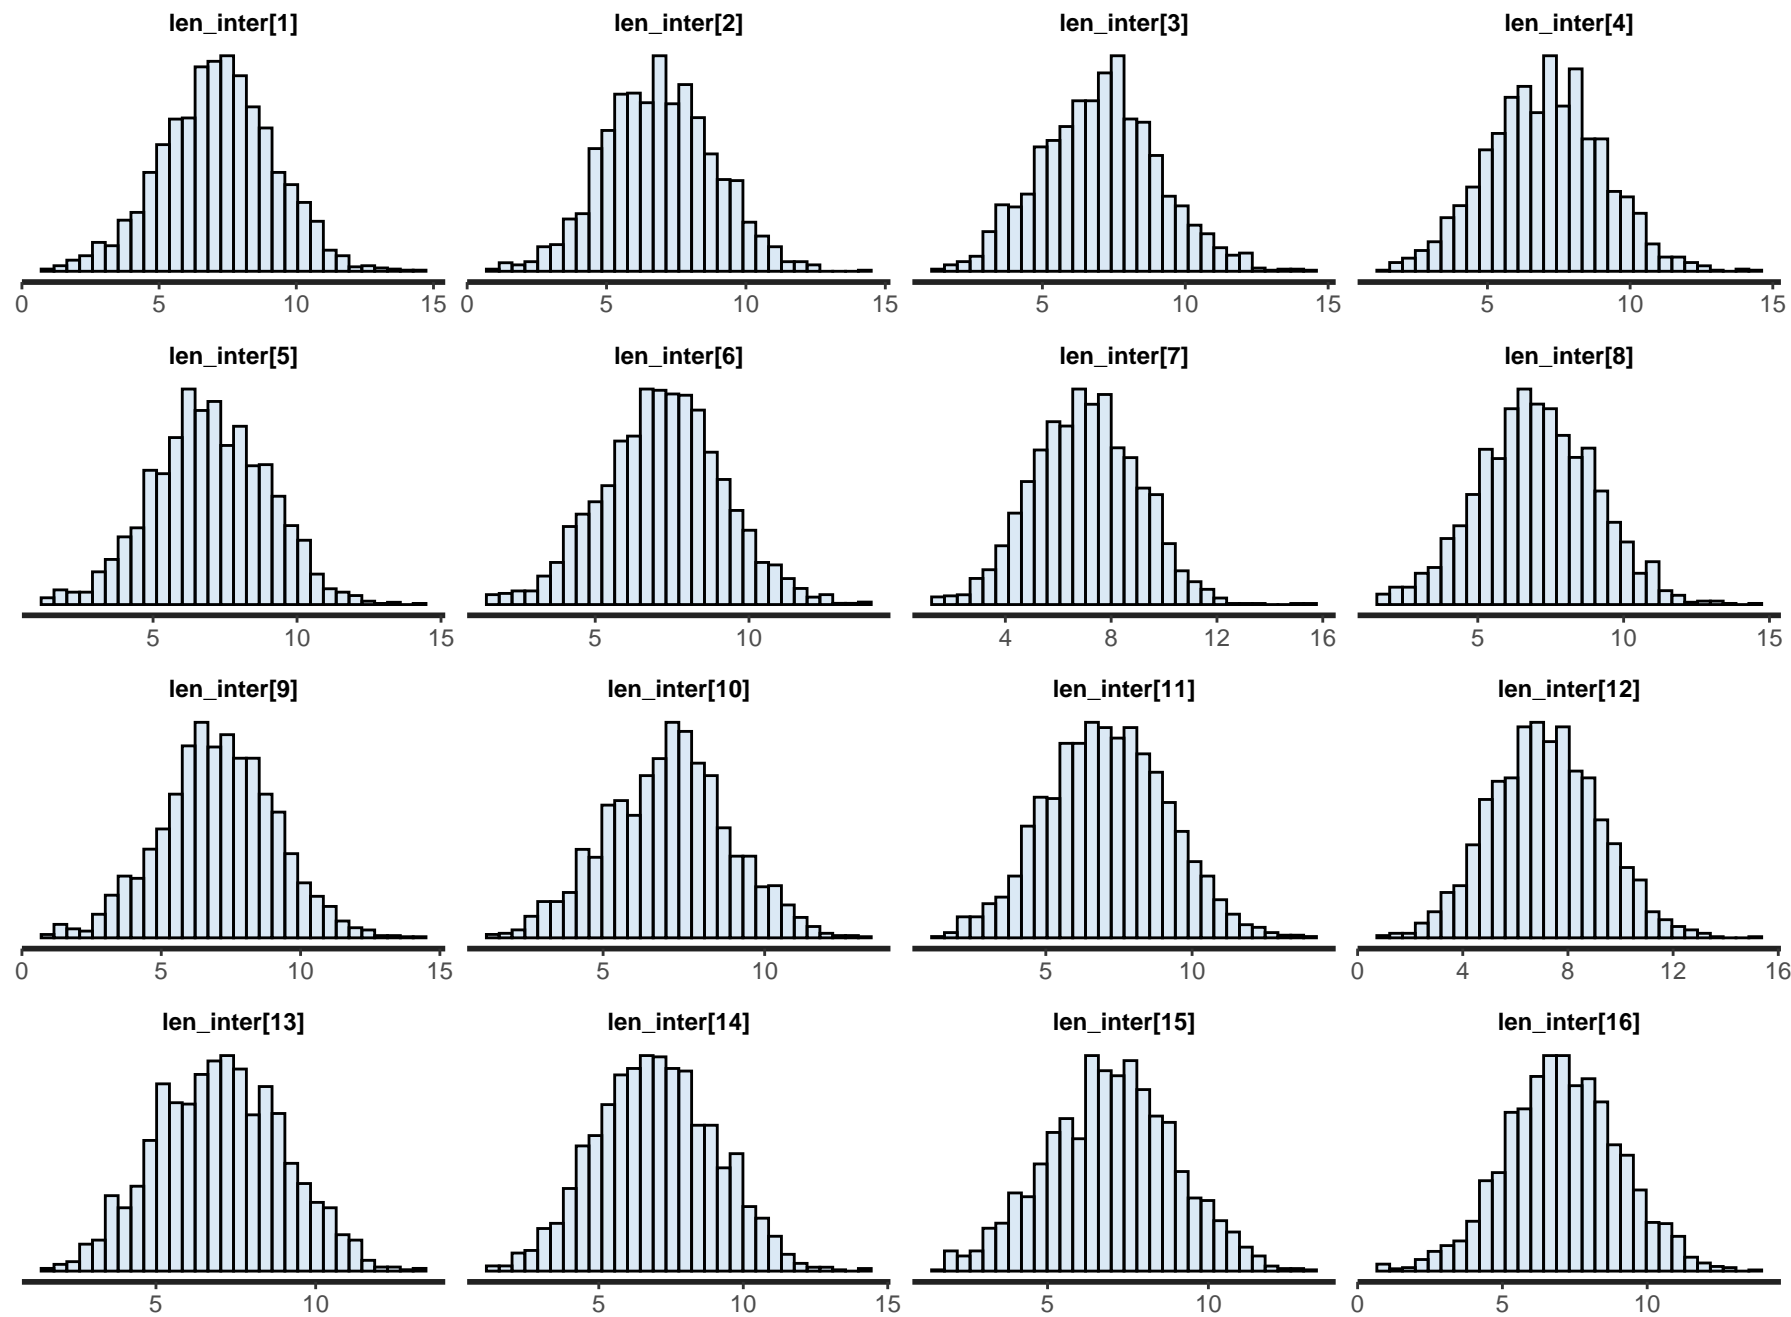 len_inter[1] len_inter[2] len_inter[3] len_inter[4]
0 5 10 15 0 5 10 15 5 10 15 5 10 15
len_inter[5] len_inter[6] len_inter[7] len_inter[8]
5 10 15 5 10 4 8 12 16 5 10 15
len_inter[9] len_inter[10] len_inter[11] len_inter[12]
0 5 10 15 5 10 5 10 0 4 8 12 16
len_inter[13] len_inter[14] len_inter[15] len_inter[16]
5 10 5 10 15 5 10 0 5 10